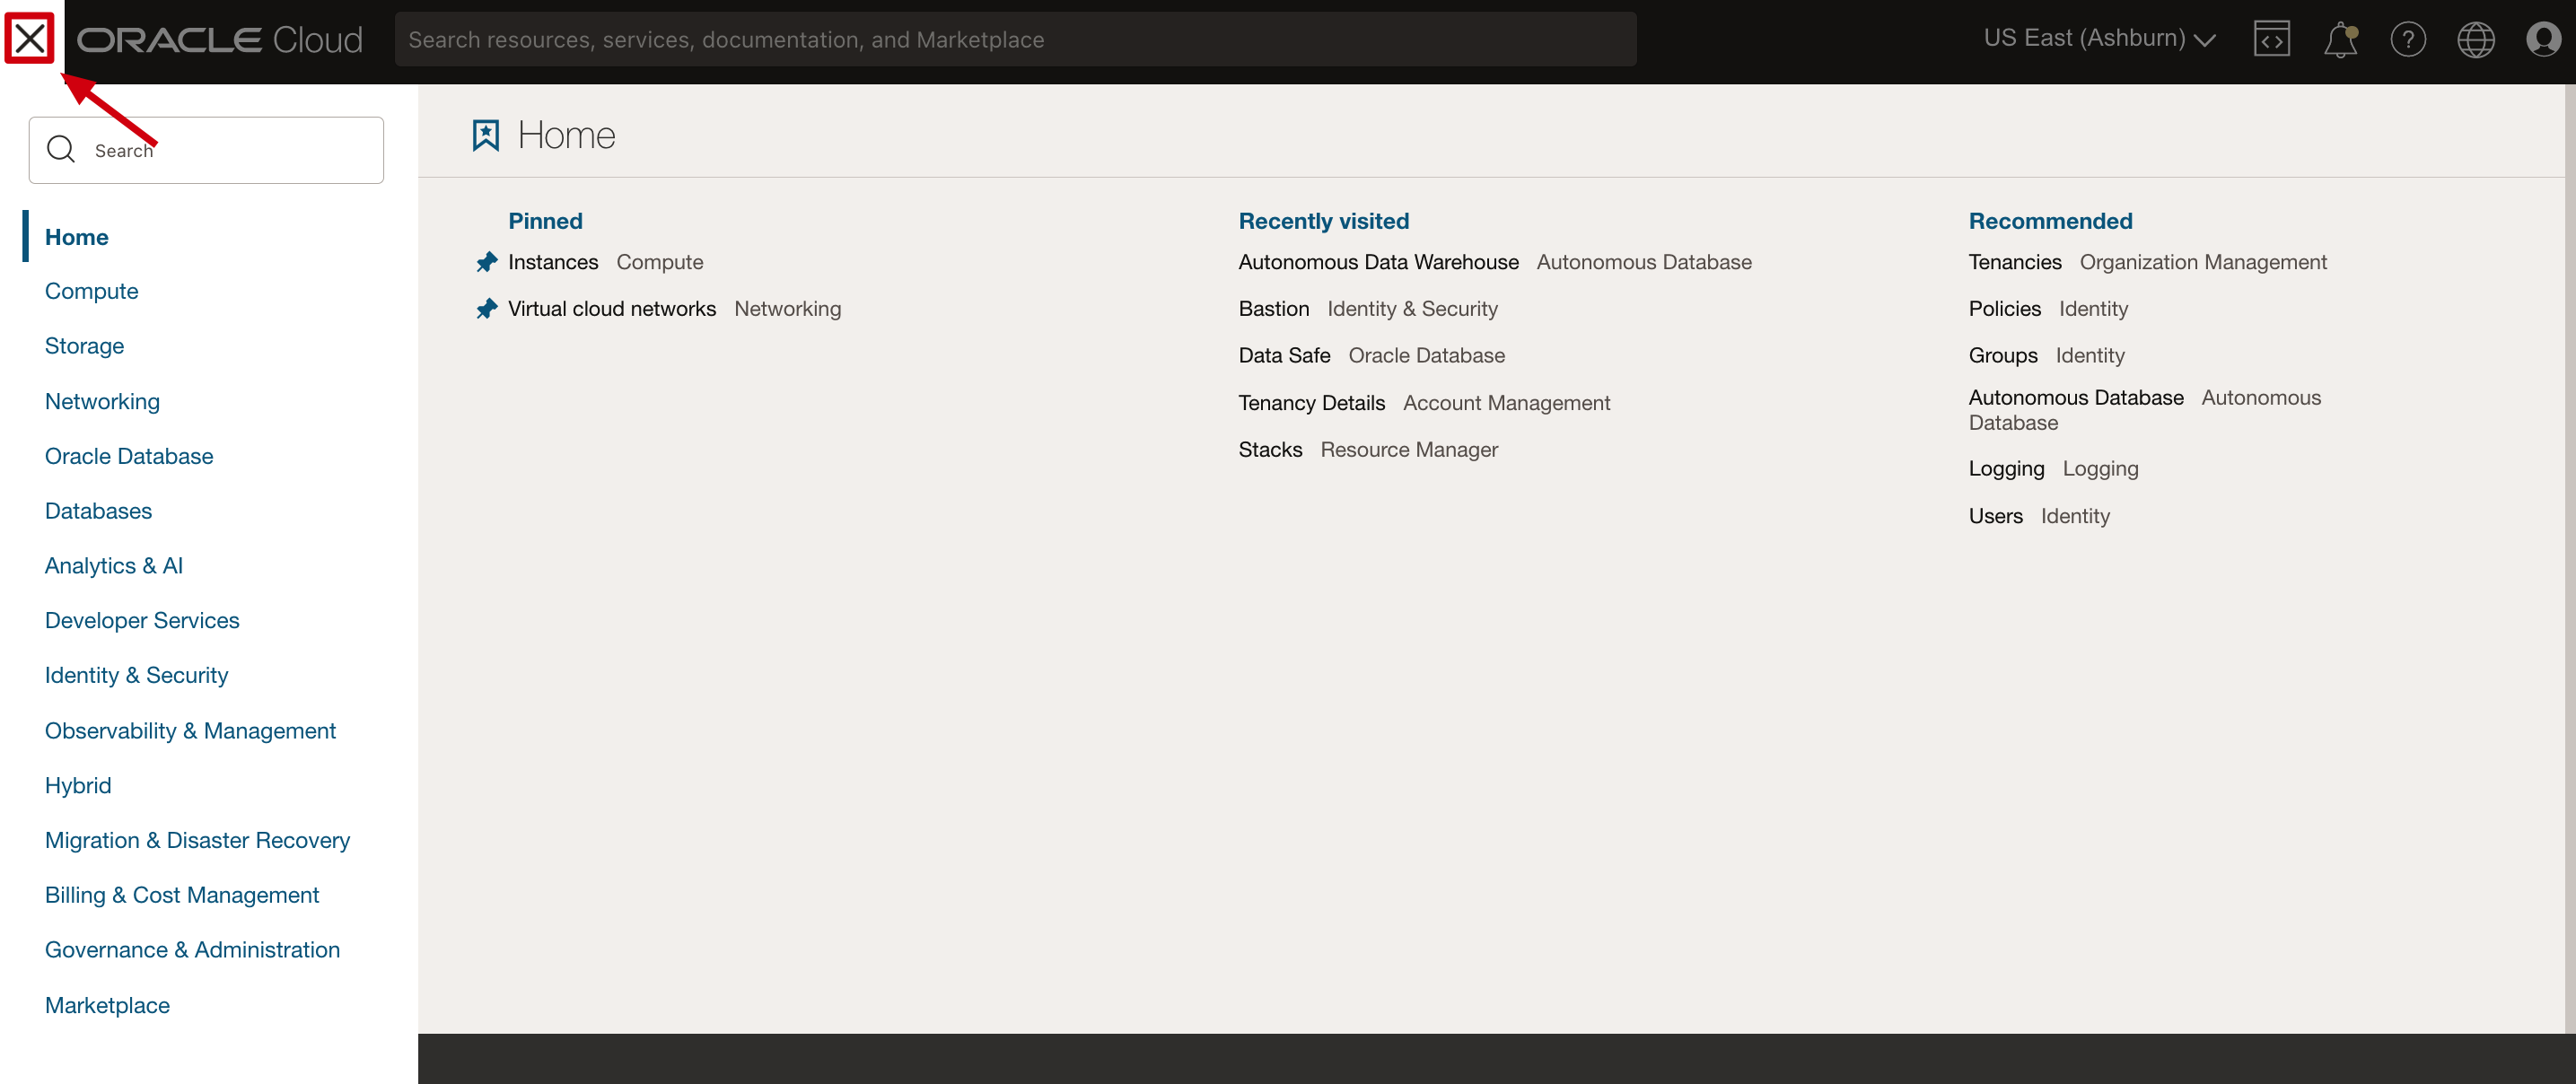 ORACLE Cloud
Search resources, services, documentation, and Marketplace
US East (Ashburn)
Search
Home
Compute
Storage
Networking
Oracle Database
Databases
Analytics & AI
Developer Services
Identity & Security
Observability & Management
Hybrid
Migration & Disaster Recovery
Billing & Cost Management
Governance & Administration
Marketplace
Home
Pinned
Instances Compute
Virtual cloud networks Networking
Recently visited
Autonomous Data Warehouse Autonomous Database
Bastion Identity & Security
Data Safe Oracle Database
Tenancy Details Account Management
Stacks Resource Manager
Recommended
Tenancies Organization Management
Policies Identity
Groups Identity
Autonomous Database Autonomous
Database
Logging Logging
Users Identity